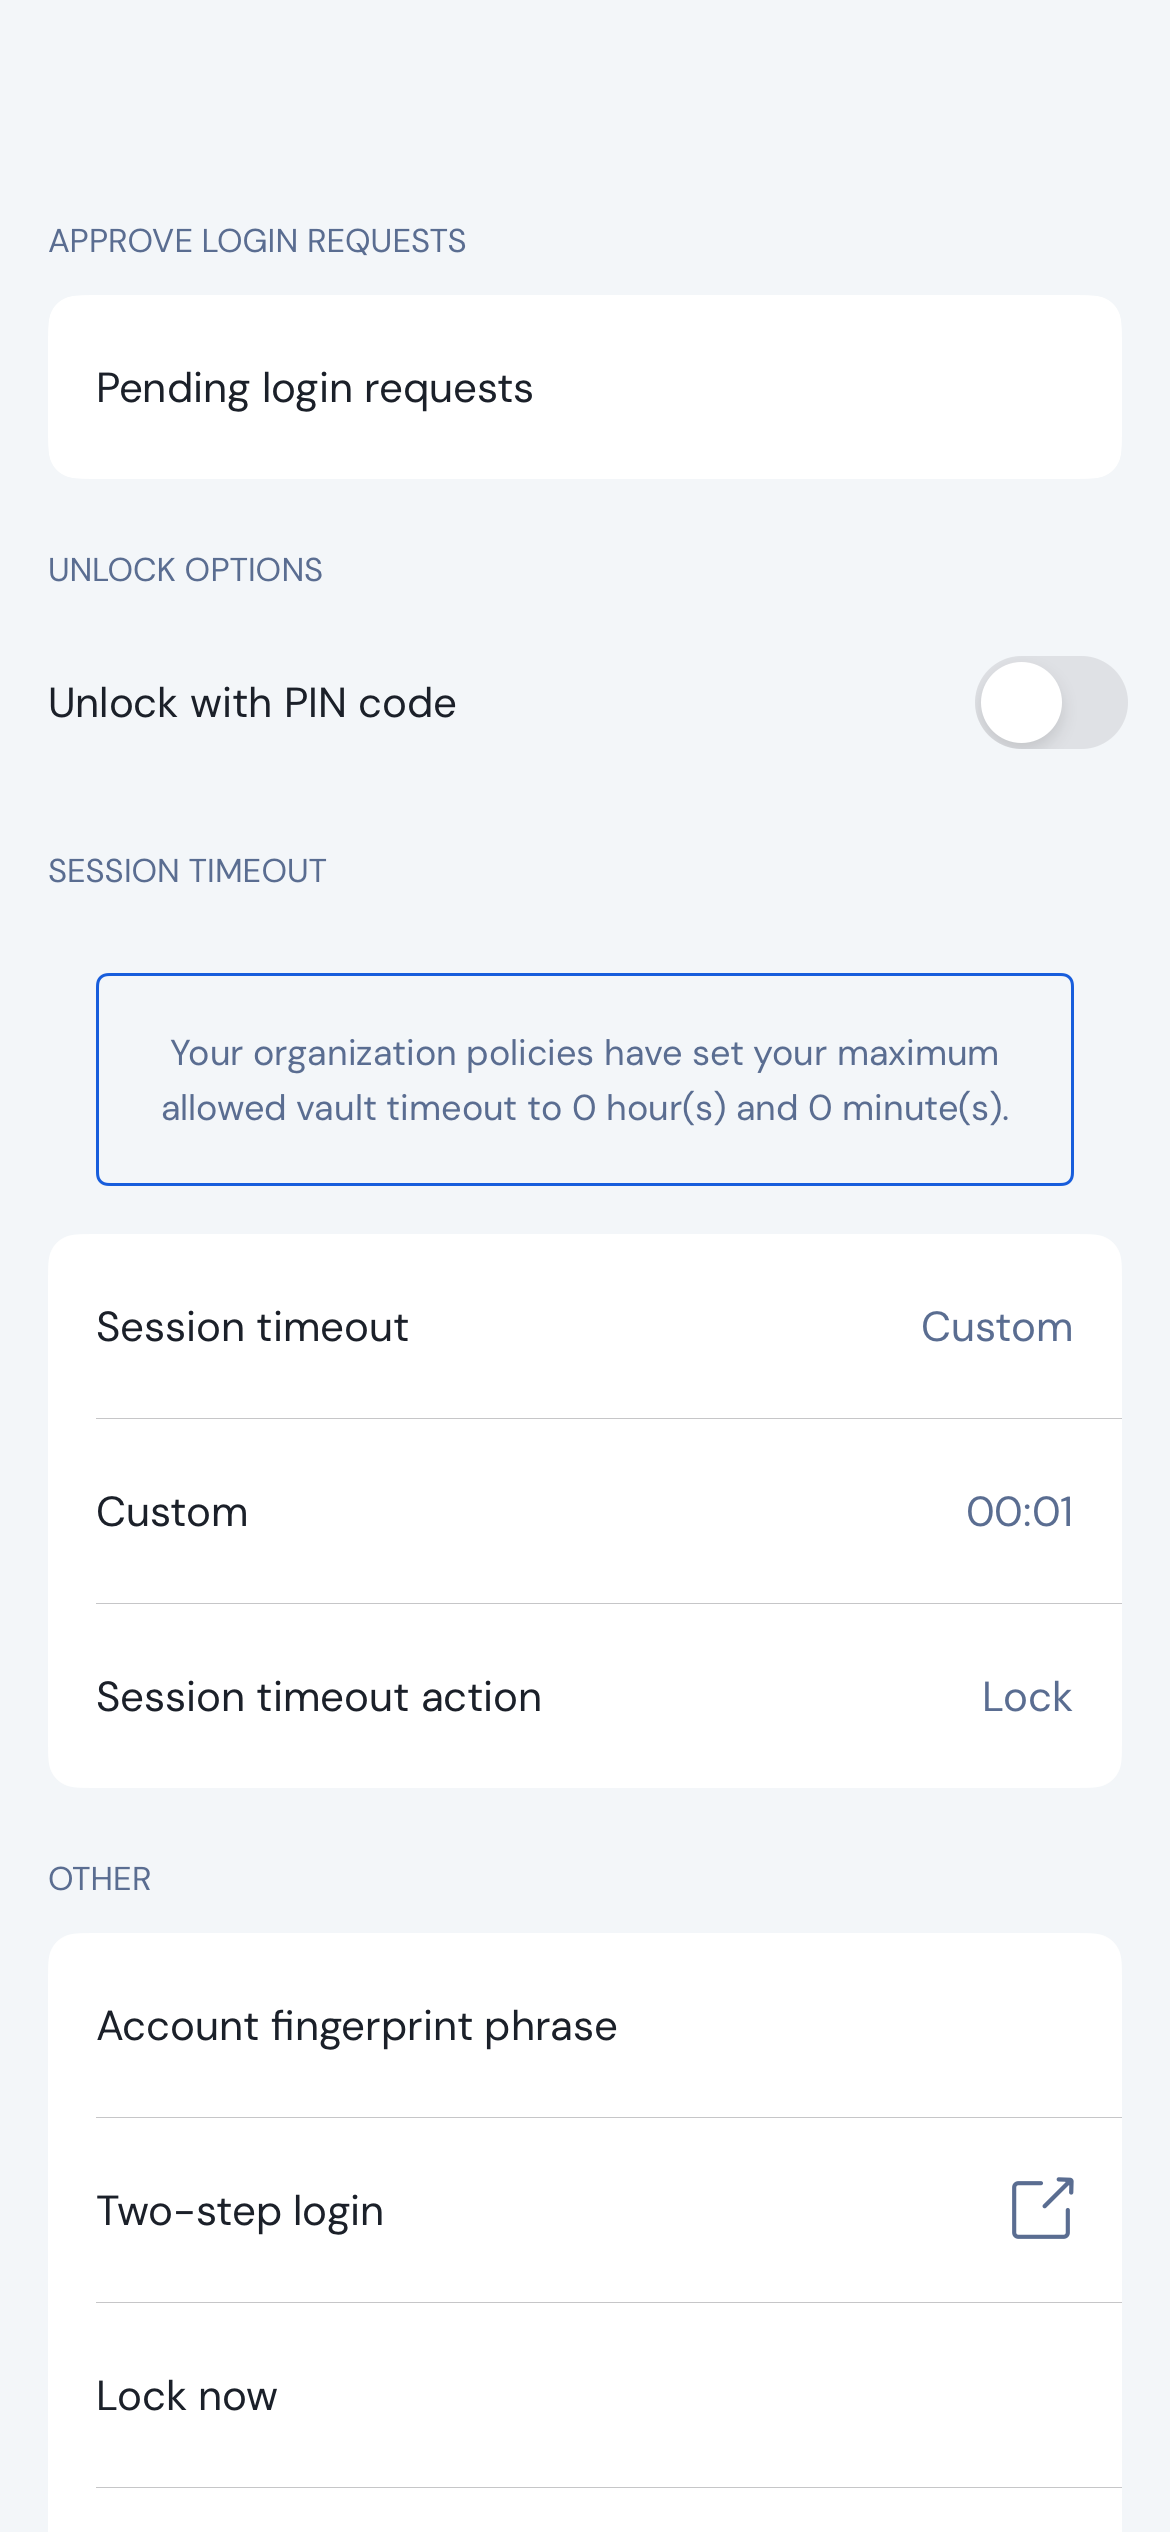 APPROVE LOGIN REQUESTS
Pending login requests
UNLOCK OPTIONS
Unlock with PIN code
SESSION TIMEOUT
Your organization policies have set your maximum
allowed vault timeout to 0 hour(s) and 0 minute(s).
Session timeout Custom
Custom 00:01
Session timeout action Lock
OTHER
Account fingerprint phrase
Two-step login
Lock now